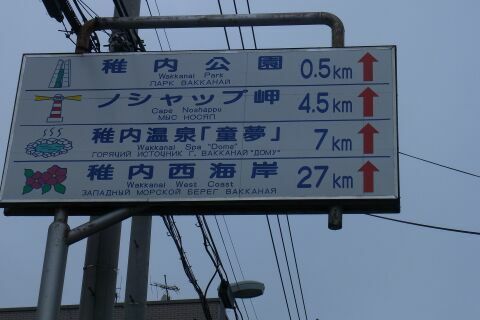 稚内公園 0.5km
Wakkanai Park
ПАРК ВАККАНАЙ
ノシャップ岬 4.5km
Cape Noshappu
МЫС НОСЯП
稚内温泉「童夢」 7km
Wakkanai Spa "Dome"
ГОРЯЧИЙ ИСТОЧНИК Г. ВАККАНАЙ "ДОМУ"
稚内西海岸 27km
Wakkanai West Coast
ЗАПАДНЫЙ МОРСКОЙ БЕРЕГ ВАККАНАЯ